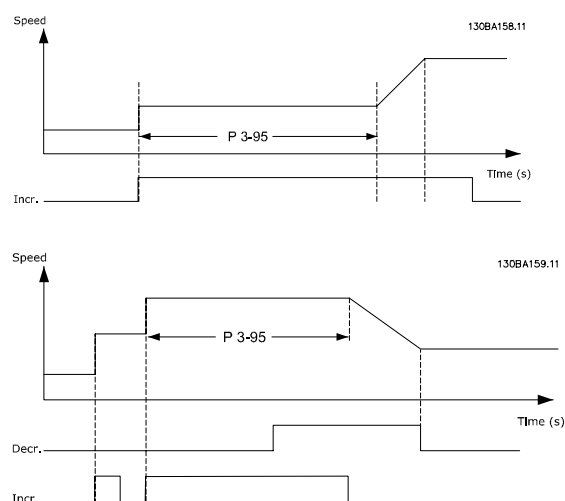 Speed
130BA158.11
P 3-95
Time (s)
Incr.
Speed
130BA159.11
P 3-95
Time (s)
Decr.
Incr.